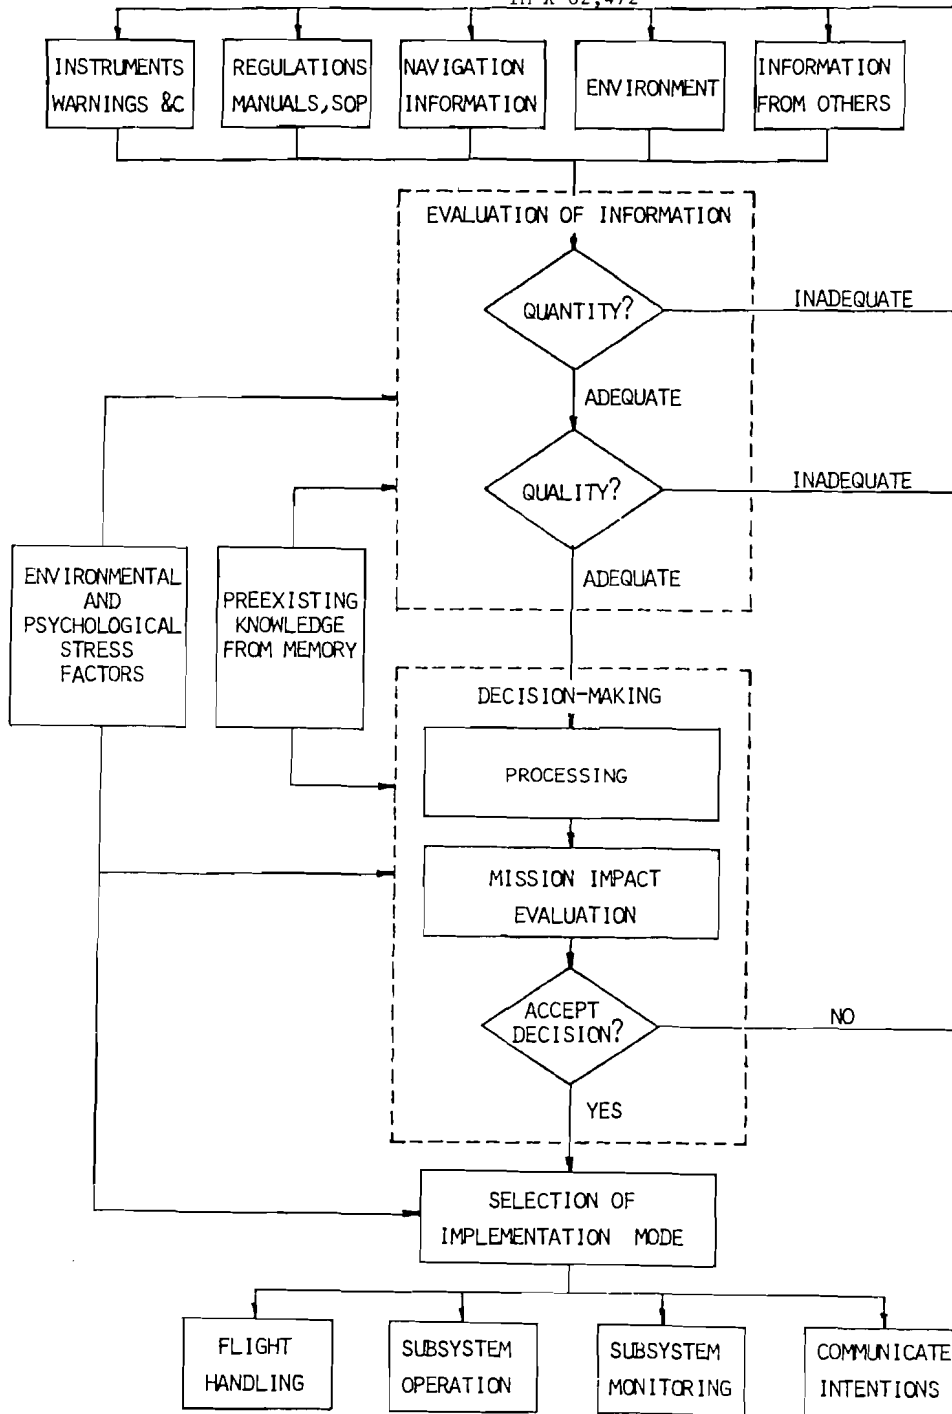 INSTRUMENTS
WARNINGS &C
REGULATIONS
MANUALS, SOP
NAVIGATION
INFORMATION
ENVIRONMENT
INFORMATION
FROM OTHERS
EVALUATION OF INFORMATION
QUANTITY?
INADEQUATE
ADEQUATE
QUALITY?
INADEQUATE
ADEQUATE
ENVIRONMENTAL
AND
PSYCHOLOGICAL
STRESS
FACTORS
PREEXISTING
KNOWLEDGE
FROM MEMORY
DECISION-MAKING
PROCESSING
MISSION IMPACT
EVALUATION
ACCEPT
DECISION?
NO
YES
SELECTION OF
IMPLEMENTATION MODE
FLIGHT
HANDLING
SUBSYSTEM
OPERATION
SUBSYSTEM
MONITORING
COMMUNICATE
INTENTIONS